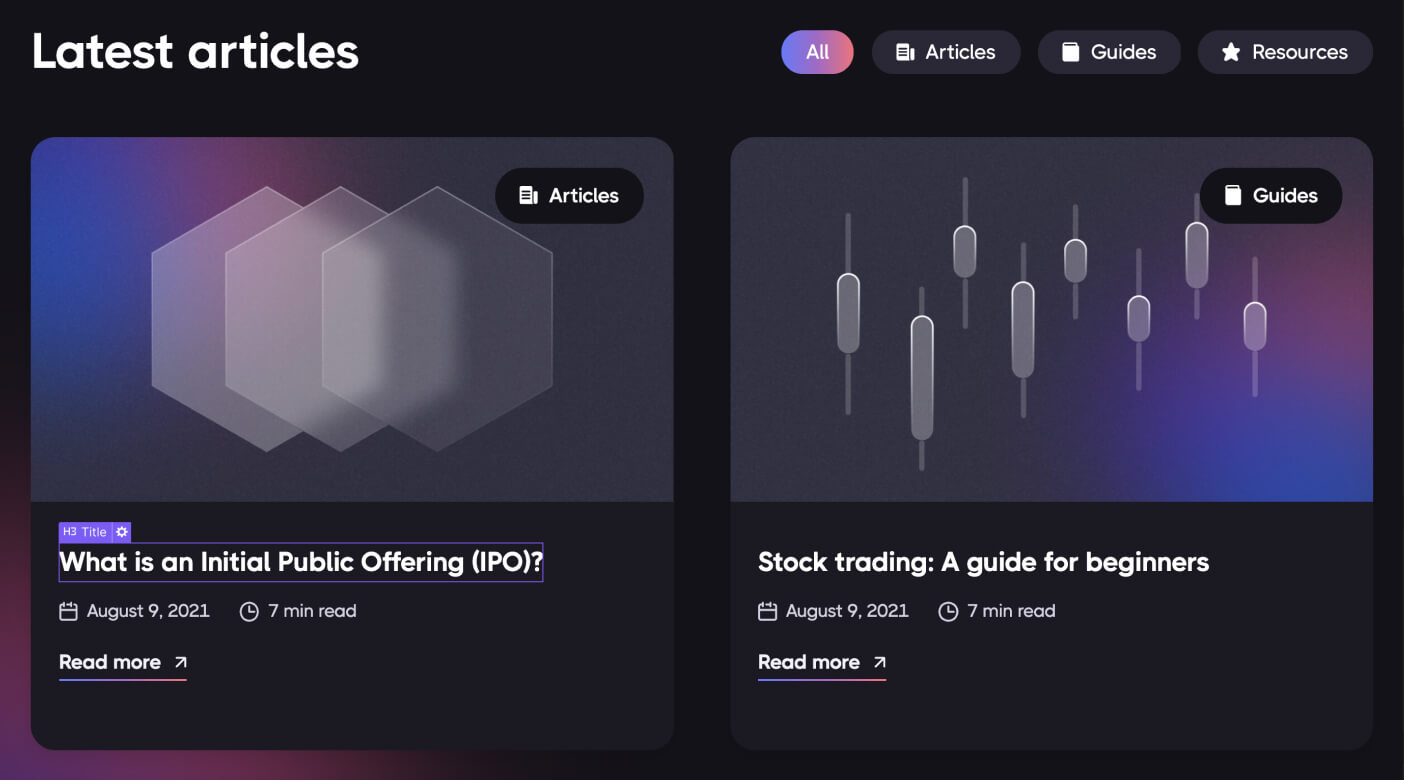 Latest articles
All
Articles
Guides
Resources
Articles
Guides
H3 Title
What is an Initial Public Offering (IPO)?
August 9, 2021
7 min read
Read more
Stock trading: A guide for beginners
August 9, 2021
7 min read
Read more